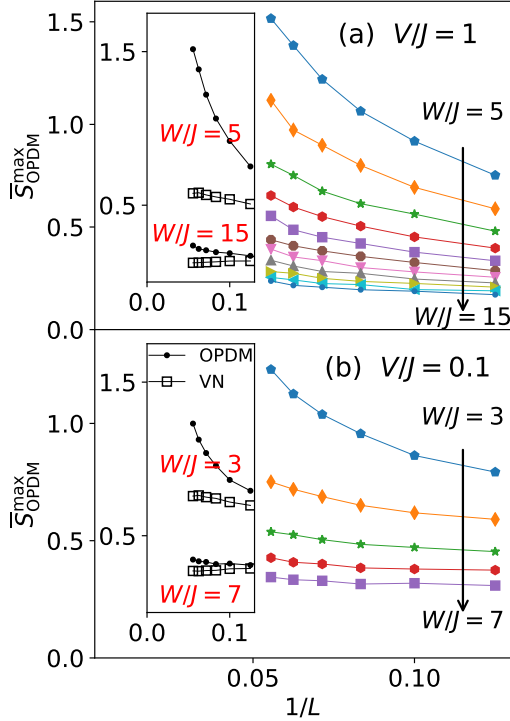 (a) V/J = 1
W/J = 5
W/J = 15
S̅ᵐᵃˣ_OPDM
1.5
1.0
0.5
0.0
1.5
0.5
0.0
0.1
W/J = 5
W/J = 15
(b) V/J = 0.1
W/J = 3
W/J = 7
S̅ᵐᵃˣ_OPDM
1.0
0.5
0.0
OPDM
VN
1.5
0.5
0.0
0.1
W/J = 3
W/J = 7
0.05
0.10
1/L